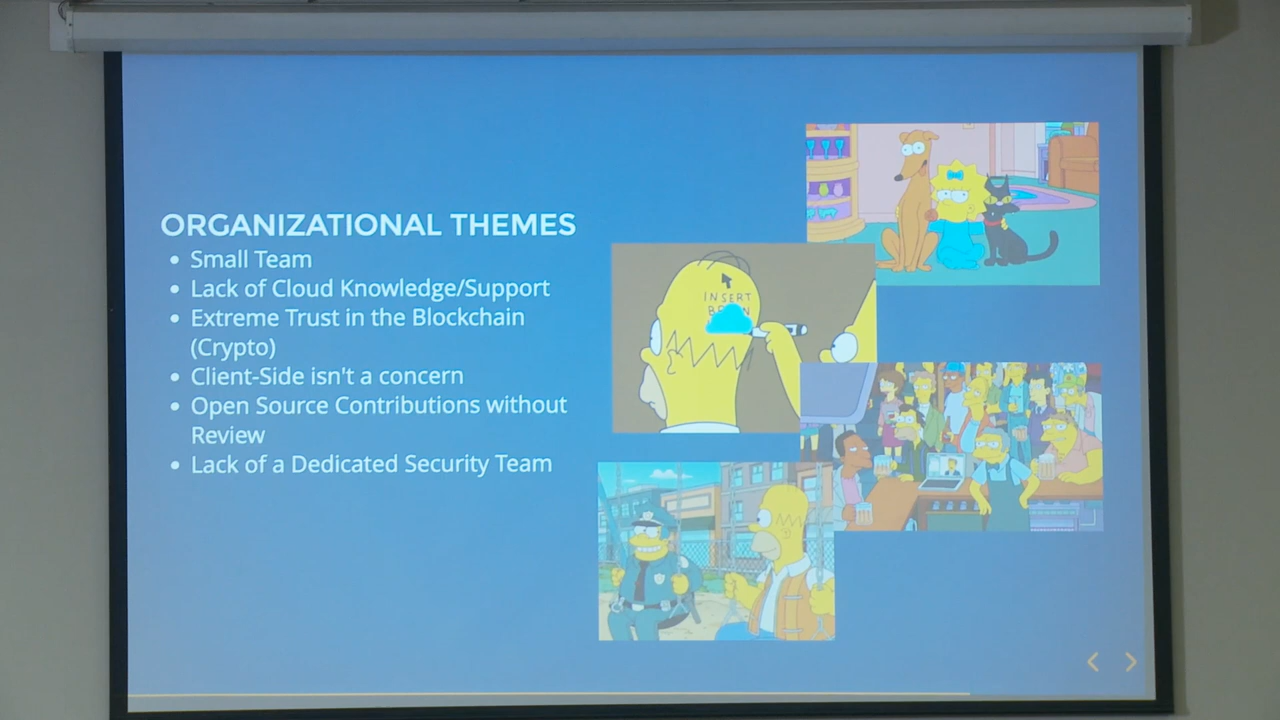 ORGANIZATIONAL THEMES
• Small Team
• Lack of Cloud Knowledge/Support
• Extreme Trust in the Blockchain
(Crypto)
• Client-Side isn't a concern
• Open Source Contributions without
Review
• Lack of a Dedicated Security Team
INSERT